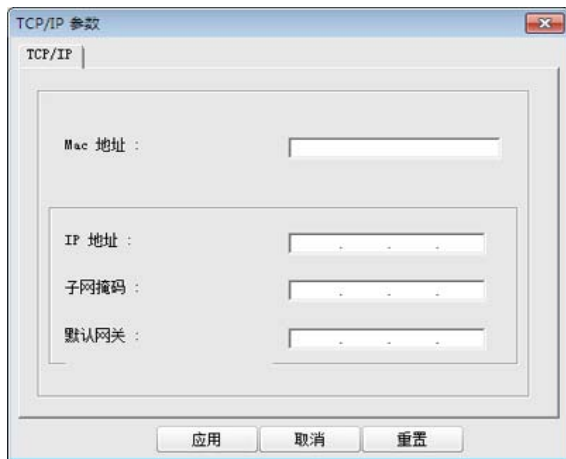 TCP/IP 参数
TCP/IP
Mac 地址 :
IP 地址 :
. . .
子网掩码 :
. . .
默认网关 :
. . .
应用 取消 重置